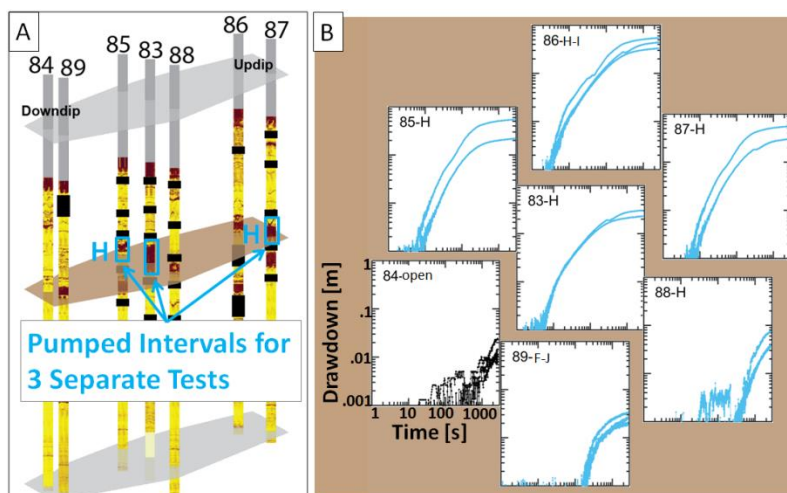 A
84
89
85
83
88
86
87
Downdip
Updip
H
H
Pumped Intervals for
3 Separate Tests
B
86-H-I
85-H
87-H
83-H
84-open
88-H
89-F-J
Drawdown [m]
1
.1
.01
.001
1
10
100
1000
Time [s]